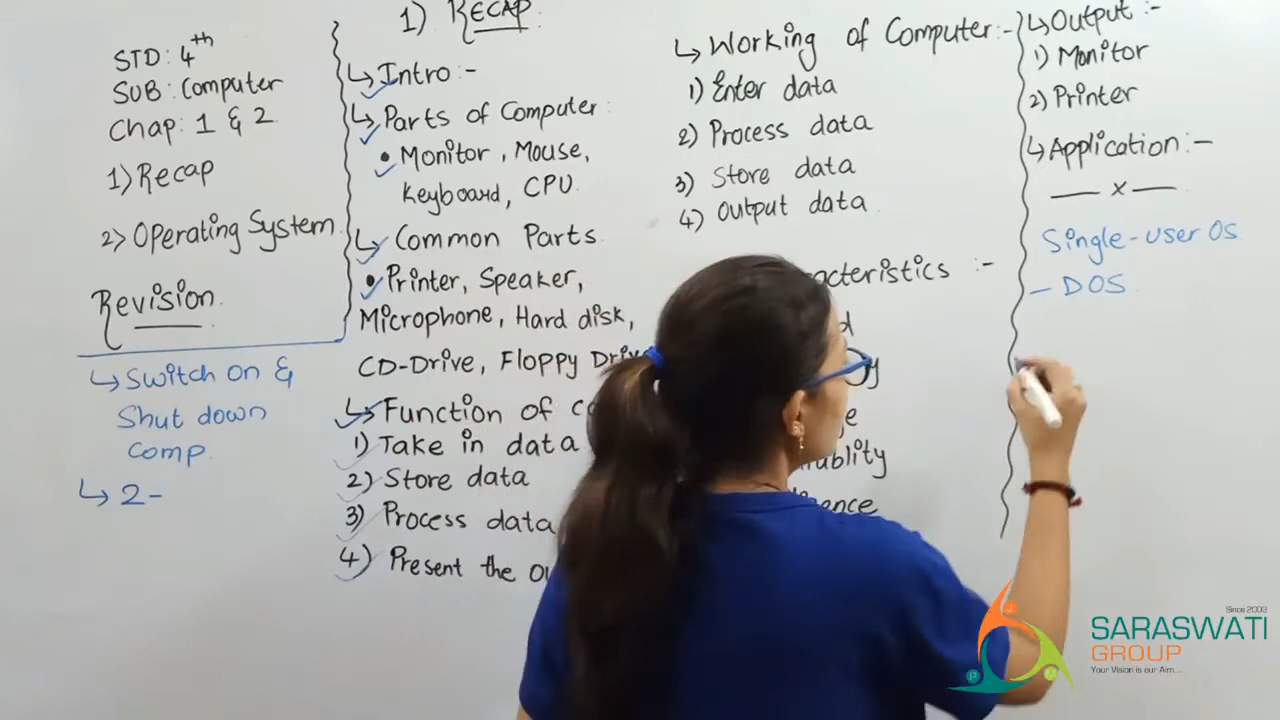 STD: 4th
SUB: Computer
Chap: 1 & 2
1) Recap
2) Operating System
Revision
Switch on &
Shut down
comp.
2-
1) RECAP
Intro :-
Parts of Computer:
• Monitor, Mouse,
Keyboard, CPU
Common Parts
• Printer, Speaker,
Microphone, Hard disk,
CD-Drive, Floppy Drive
Function of
1) Take in data
2) Store data
3) Process data
4) Present the
Working of Computer:-
1) Enter data
2) Process data
3) Store data
4) Output data
:-
Output :-
1) Monitor
2) Printer
Application :-
— x —
Single-user OS
- DOS
Since 2003
SARASWATI
GROUP
Your Vision is our Aim...